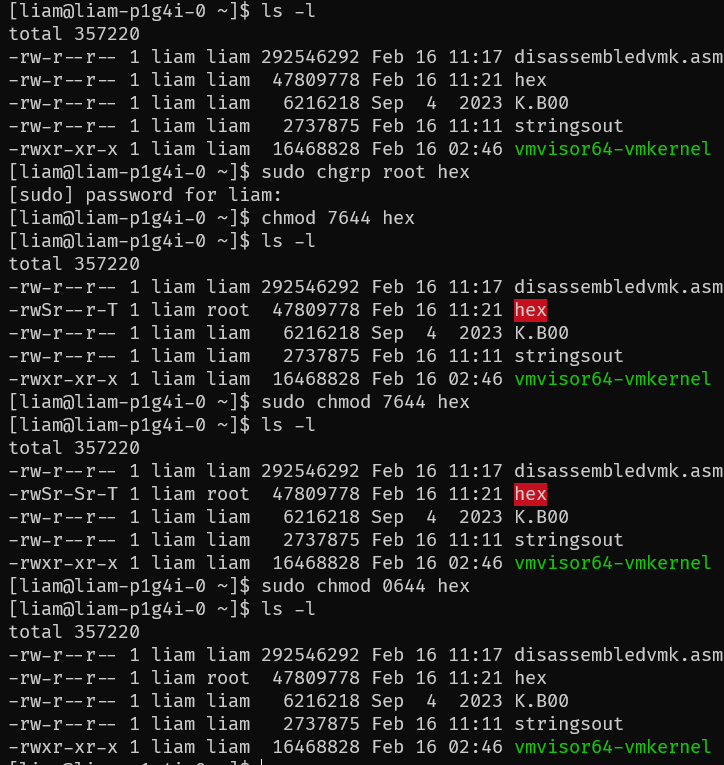 [liam@liam-p1g4i-0 ~]$ ls -l
total 357220
-rw-r--r-- 1 liam liam 292546292 Feb 16 11:17 disassembledvmk.asm
-rw-r--r-- 1 liam liam  47809778 Feb 16 11:21 hex
-rw-r--r-- 1 liam liam   6216218 Sep  4  2023 K.B00
-rw-r--r-- 1 liam liam   2737875 Feb 16 11:11 stringsout
-rwxr-xr-x 1 liam liam  16468828 Feb 16 02:46 vmvisor64-vmkernel
[liam@liam-p1g4i-0 ~]$ sudo chgrp root hex
[sudo] password for liam:
[liam@liam-p1g4i-0 ~]$ chmod 7644 hex
[liam@liam-p1g4i-0 ~]$ ls -l
total 357220
-rw-r--r-- 1 liam liam 292546292 Feb 16 11:17 disassembledvmk.asm
-rwSr--r-T 1 liam root  47809778 Feb 16 11:21 hex
-rw-r--r-- 1 liam liam   6216218 Sep  4  2023 K.B00
-rw-r--r-- 1 liam liam   2737875 Feb 16 11:11 stringsout
-rwxr-xr-x 1 liam liam  16468828 Feb 16 02:46 vmvisor64-vmkernel
[liam@liam-p1g4i-0 ~]$ sudo chmod 7644 hex
[liam@liam-p1g4i-0 ~]$ ls -l
total 357220
-rw-r--r-- 1 liam liam 292546292 Feb 16 11:17 disassembledvmk.asm
-rwSr-Sr-T 1 liam root  47809778 Feb 16 11:21 hex
-rw-r--r-- 1 liam liam   6216218 Sep  4  2023 K.B00
-rw-r--r-- 1 liam liam   2737875 Feb 16 11:11 stringsout
-rwxr-xr-x 1 liam liam  16468828 Feb 16 02:46 vmvisor64-vmkernel
[liam@liam-p1g4i-0 ~]$ sudo chmod 0644 hex
[liam@liam-p1g4i-0 ~]$ ls -l
total 357220
-rw-r--r-- 1 liam liam 292546292 Feb 16 11:17 disassembledvmk.asm
-rw-r--r-- 1 liam root  47809778 Feb 16 11:21 hex
-rw-r--r-- 1 liam liam   6216218 Sep  4  2023 K.B00
-rw-r--r-- 1 liam liam   2737875 Feb 16 11:11 stringsout
-rwxr-xr-x 1 liam liam  16468828 Feb 16 02:46 vmvisor64-vmkernel
[liam@liam-p1g4i-0 ~]$